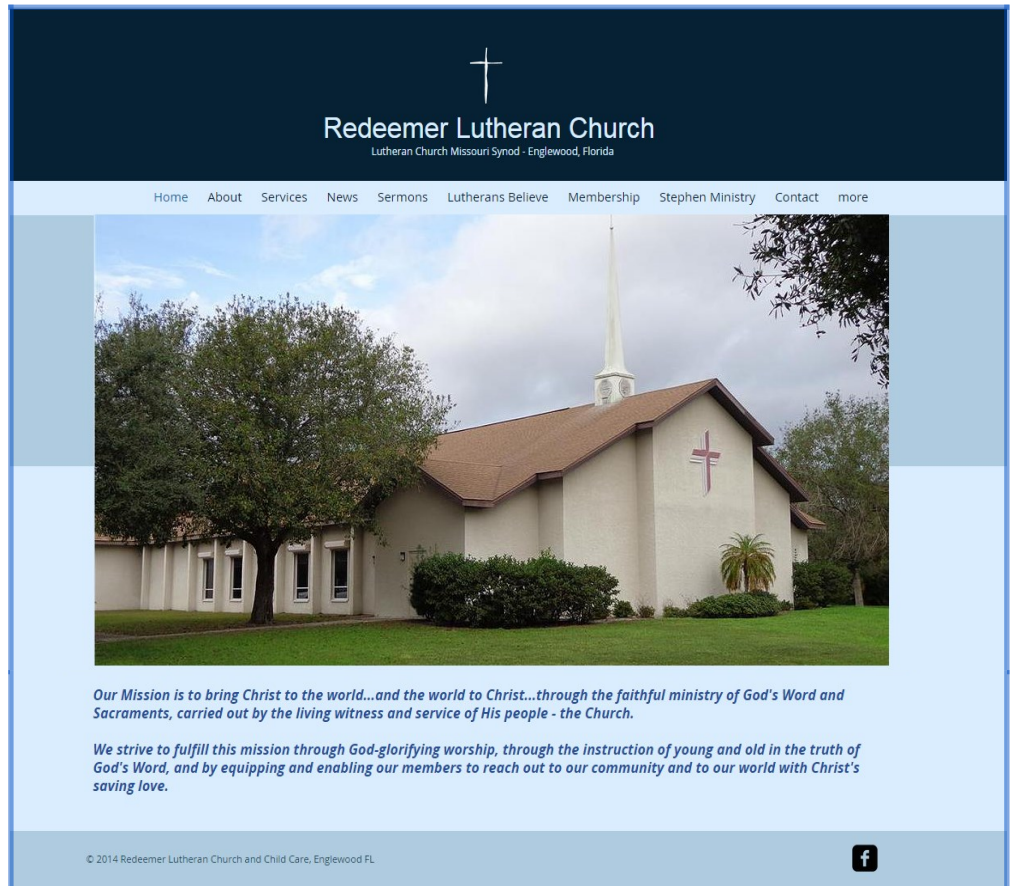 Redeemer Lutheran Church
Lutheran Church Missouri Synod - Englewood, Florida
Home About Services News Sermons Lutherans Believe Membership Stephen Ministry Contact more
Our Mission is to bring Christ to the world...and the world to Christ...through the faithful ministry of God's Word and
Sacraments, carried out by the living witness and service of His people - the Church.
We strive to fulfill this mission through God-glorifying worship, through the instruction of young and old in the truth of
God's Word, and by equipping and enabling our members to reach out to our community and to our world with Christ's
saving love.
© 2014 Redeemer Lutheran Church and Child Care, Englewood FL
f